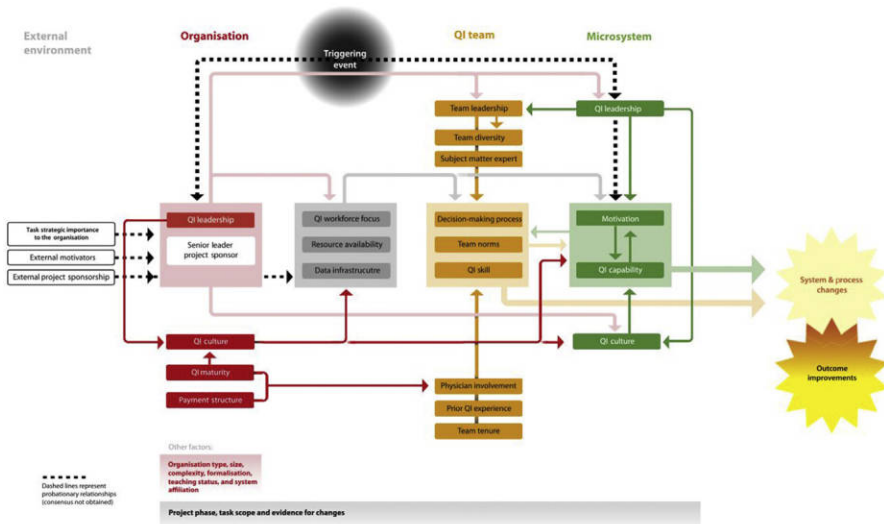 External
environment
Organisation
QI team
Microsystem
Triggering
event
Team leadership
QI leadership
Team diversity
Subject matter expert
QI leadership
QI workforce focus
Decision-making process
Motivation
Task strategic importance
to the organisation
Senior leader
project sponsor
Resource availability
Team norms
External motivators
External project sponsorship
Data infrastrucutre
QI skill
QI capability
System & process
changes
QI culture
QI culture
QI maturity
Outcome
improvements
Payment structure
Physician involvement
Prior QI experience
Team tenure
Other factors:
Organisation type, size,
complexity, formalisation,
teaching status, and system
affiliation
Dashed lines represent
probationary relationships
(consensus not obtained)
Project phase, task scope and evidence for changes